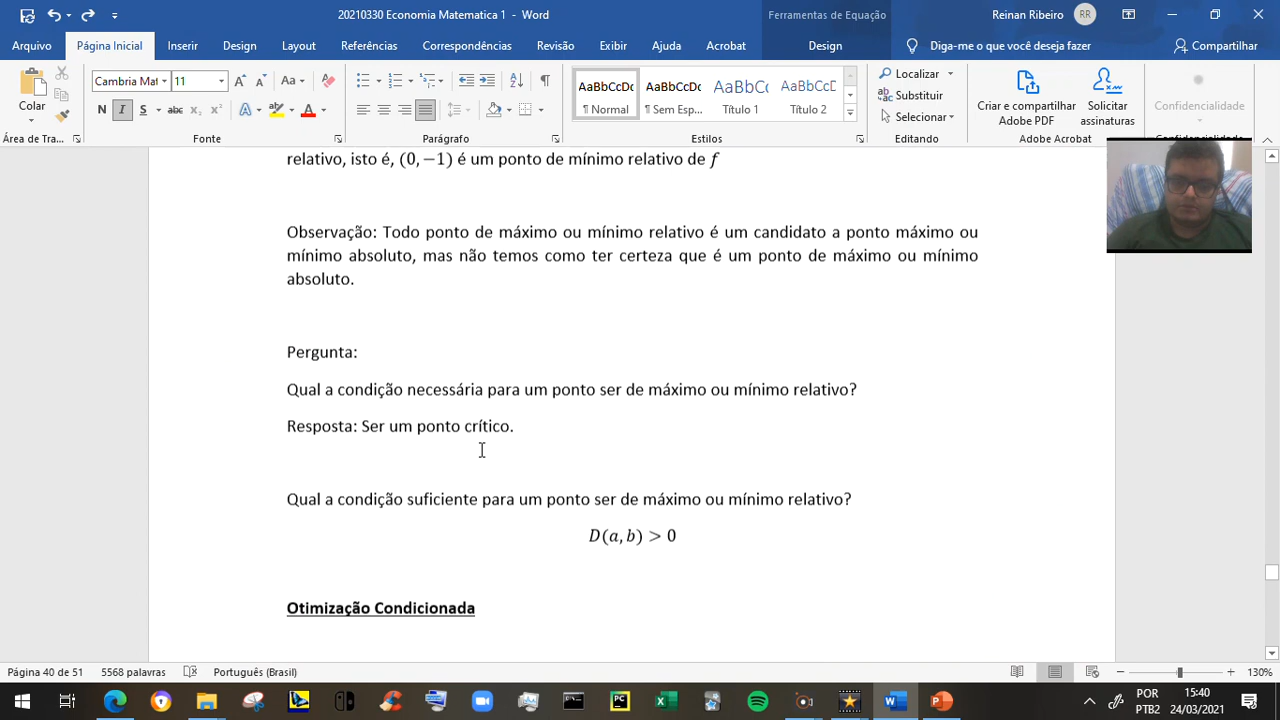 20210330 Economia Matematica 1 - Word
Ferramentas de Equação
Reinan Ribeiro
RR
Arquivo
Página Inicial
Inserir
Design
Layout
Referências
Correspondências
Revisão
Exibir
Ajuda
Acrobat
Design
Diga-me o que você deseja fazer
Compartilhar
Colar
Cambria Mat
11
AaBbCcDc
AaBbCcDc
AaBbC
AaBbCcD
¶ Normal
¶ Sem Esp...
Título 1
Título 2
Localizar
Substituir
Selecionar
Criar e compartilhar
Adobe PDF
Solicitar
assinaturas
Confidencialidade
Área de Tra...
Fonte
Parágrafo
Estilos
Editando
Adobe Acrobat
Confidencialidade
relativo, isto é, (0, −1) é um ponto de mínimo relativo de f
Observação: Todo ponto de máximo ou mínimo relativo é um candidato a ponto máximo ou
mínimo absoluto, mas não temos como ter certeza que é um ponto de máximo ou mínimo
absoluto.
Pergunta:
Qual a condição necessária para um ponto ser de máximo ou mínimo relativo?
Resposta: Ser um ponto crítico.
Qual a condição suficiente para um ponto ser de máximo ou mínimo relativo?
D(a, b) > 0
Otimização Condicionada
Página 40 de 51
5568 palavras
Português (Brasil)
130%
POR
PTB2
15:40
24/03/2021